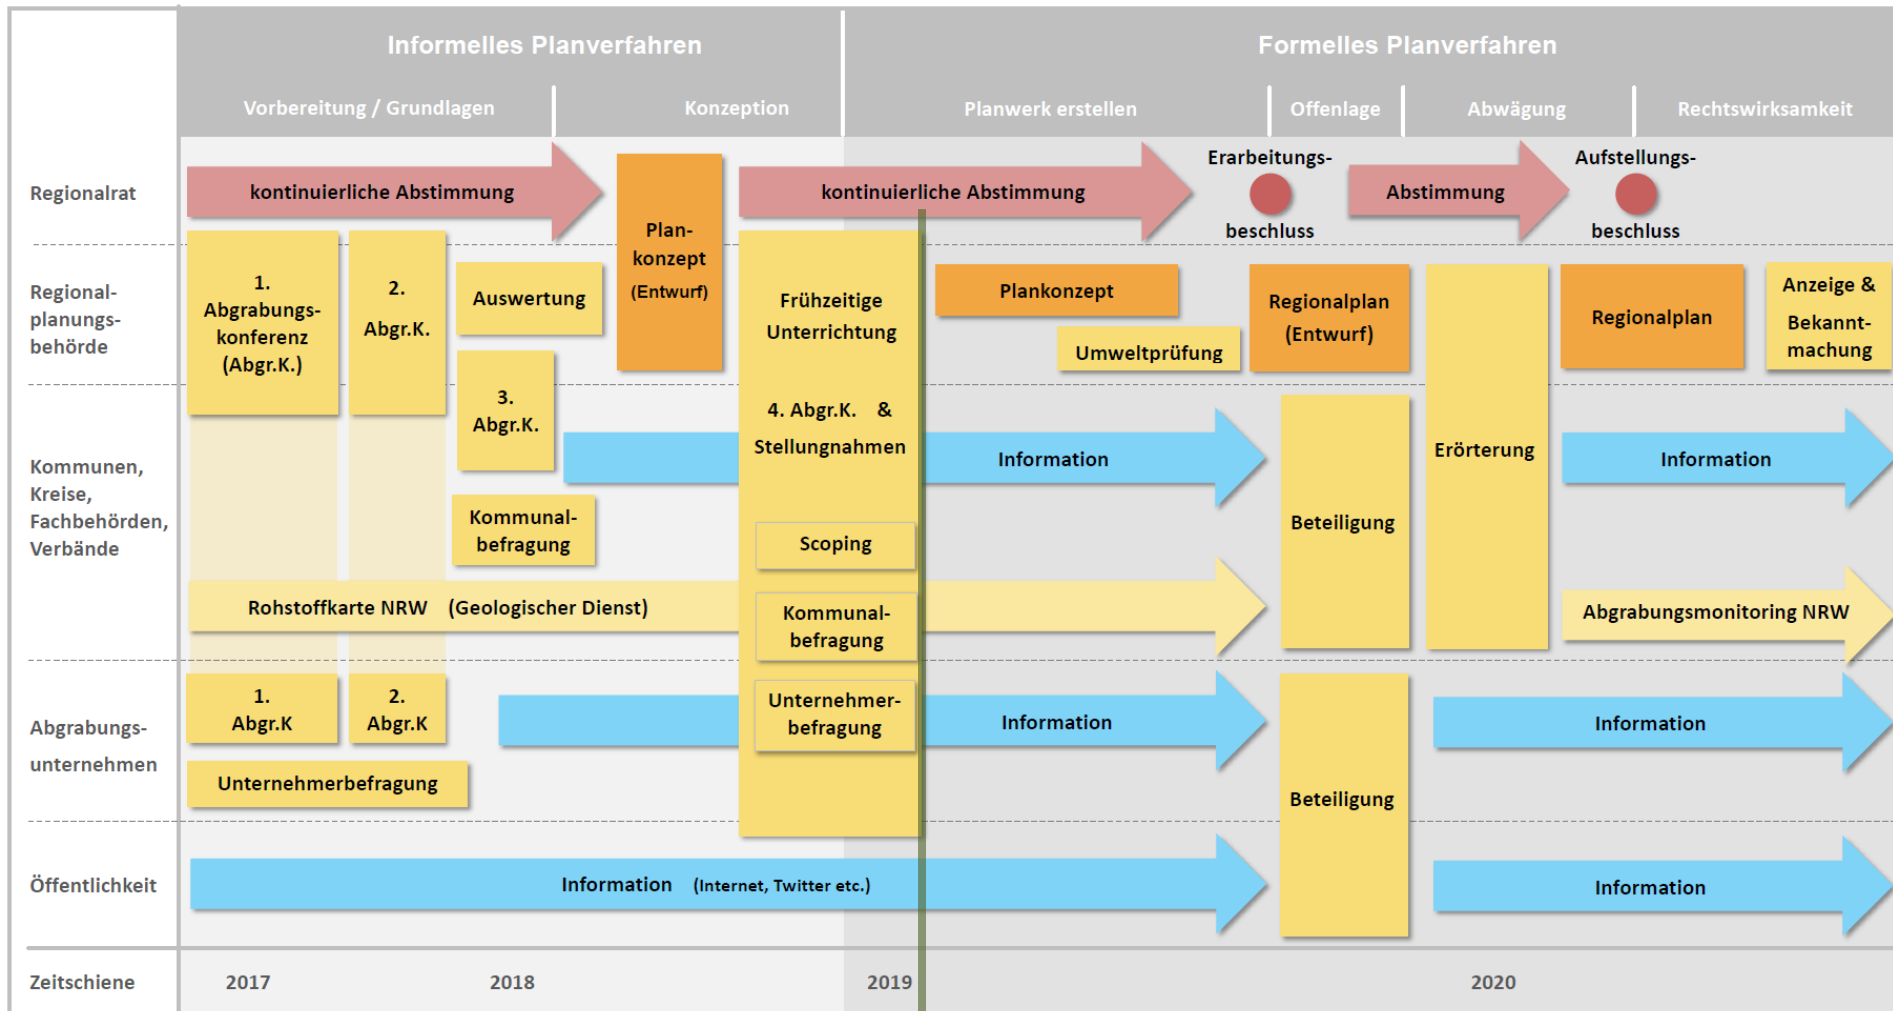 Informelles Planverfahren
Formelles Planverfahren
Vorbereitung / Grundlagen
Konzeption
Planwerk erstellen
Offenlage
Abwägung
Rechtswirksamkeit
Regionalrat
kontinuierliche Abstimmung
Plan-
konzept
(Entwurf)
kontinuierliche Abstimmung
Erarbeitungs-
beschluss
Abstimmung
Aufstellungs-
beschluss
Regional-
planungs-
behörde
1.
Abgrabungs-
konferenz
(Abgr.K.)
2.
Abgr.K.
Auswertung
Frühzeitige
Unterrichtung
Plankonzept
Umweltprüfung
Regionalplan
(Entwurf)
Regionalplan
Anzeige &
Bekannt-
machung
Kommunen,
Kreise,
Fachbehörden,
Verbände
3.
Abgr.K.
4. Abgr.K. &
Stellungnahmen
Information
Beteiligung
Erörterung
Information
Kommunal-
befragung
Scoping
Rohstoffkarte NRW (Geologischer Dienst)
Kommunal-
befragung
Abgrabungsmonitoring NRW
Abgrabungs-
unternehmen
1.
Abgr.K
2.
Abgr.K
Unternehmer-
befragung
Information
Information
Unternehmerbefragung
Beteiligung
Öffentlichkeit
Information (Internet, Twitter etc.)
Information
Zeitschiene
2017
2018
2019
2020